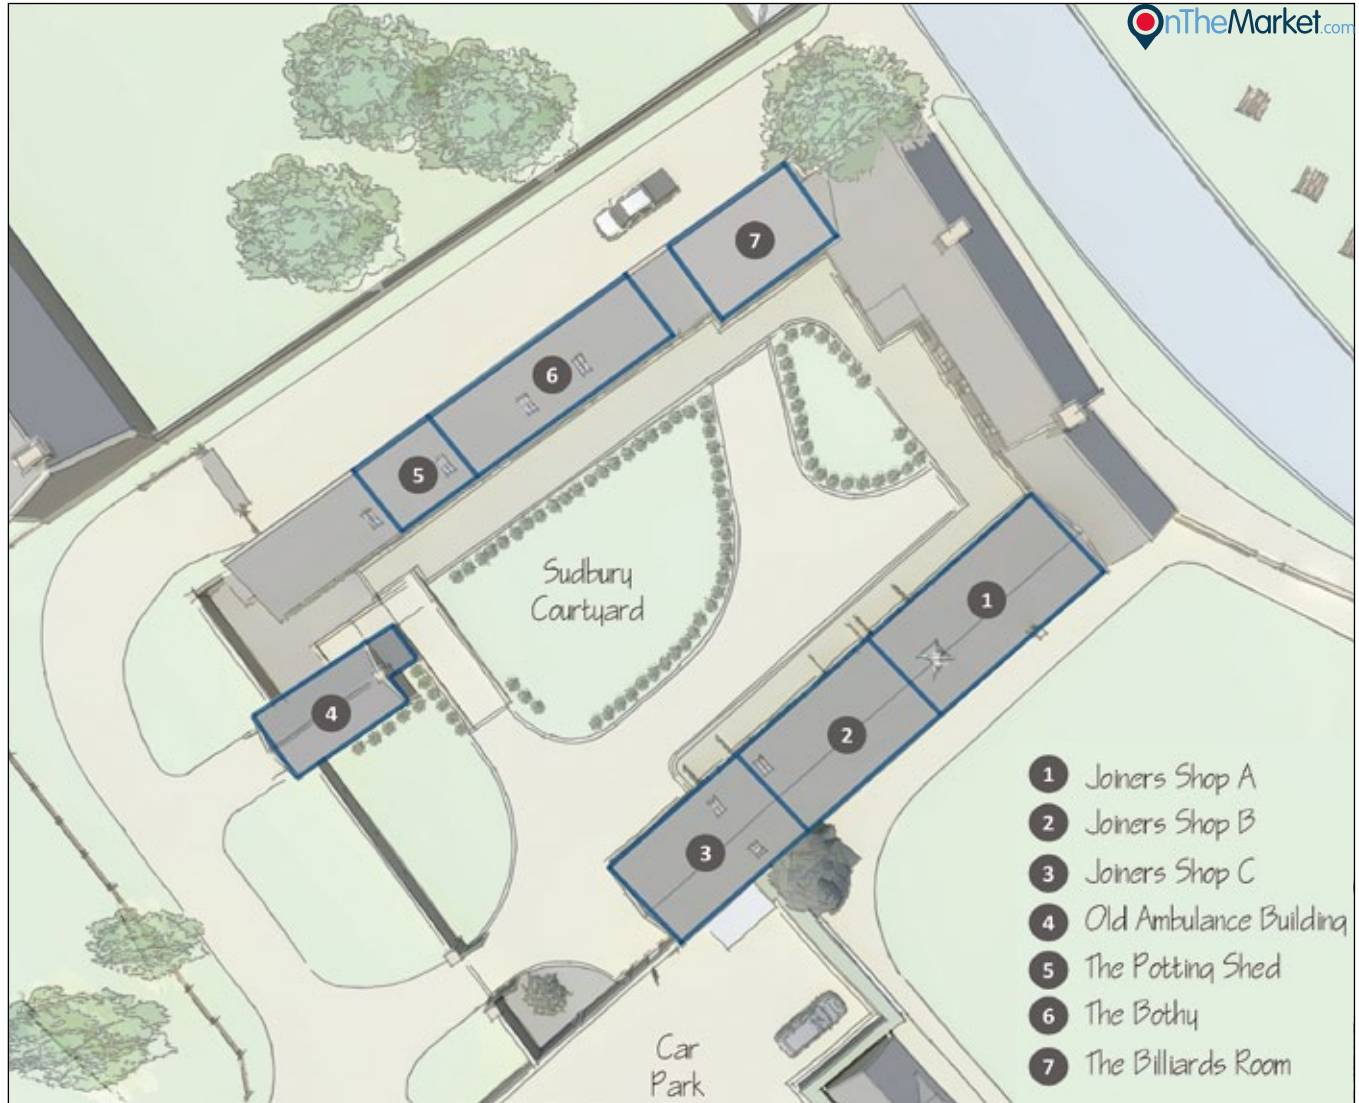 OnTheMarket.com
7
6
5
Sudbury
Courtyard
1
4
2
3
1 Joiners Shop A
2 Joiners Shop B
3 Joiners Shop C
4 Old Ambulance Building
5 The Potting Shed
6 The Bothy
7 The Billiards Room
Car
Park